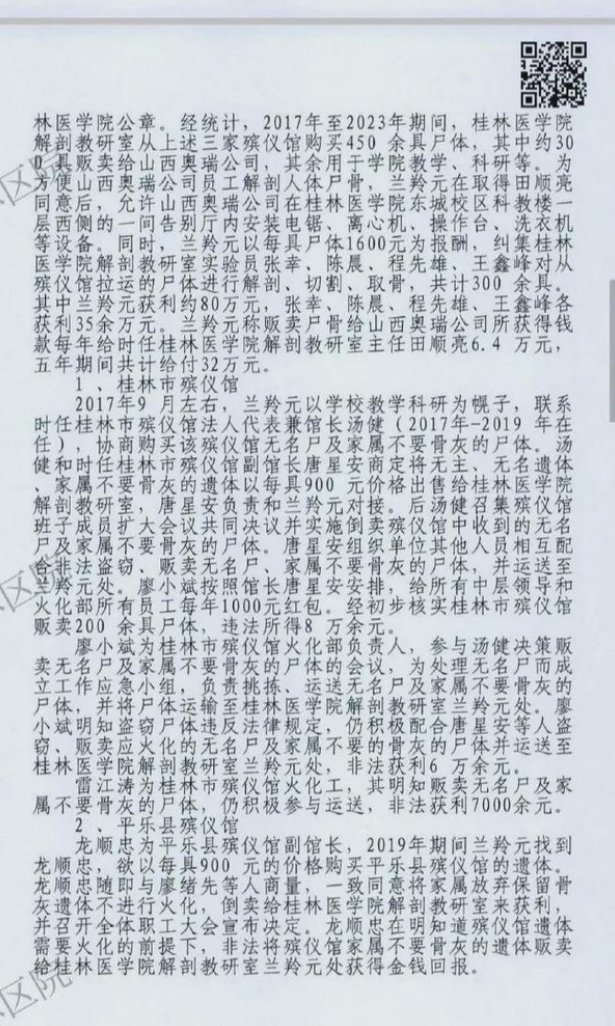 林医学院公章。经统计，2017年至2023年期间，桂林医学院
解剖教研室从上述三家殡仪馆购买450 余具尸体，其中约30
0 具贩卖给山西奥瑞公司，其余用于学院教学、科研等。为
方便山西奥瑞公司员工解剖人体尸骨，兰羚元在取得田顺亮
同意后，允许山西奥瑞公司在桂林医学院东城校区科教楼一
层西侧的一间告别厅内安装电锯、离心机、操作台、洗衣机
等设备。同时，兰羚元以每具尸体1600元为报酬，纠集桂林
医学院解剖教研室实验员张幸、陈晨、程先雄、王鑫峰对从
殡仪馆拉运的尸体进行解剖、切割、取骨，共计300 余具。
其中兰羚元获利约80万元，张幸、陈晨、程先雄、王鑫峰各
获利35余万元。兰羚元称贩卖尸骨给山西奥瑞公司所获得钱
款每年给时任桂林医学院解剖教研室主任田顺亮6.4 万元，
五年期间共计给付32万元。
1 、桂林市殡仪馆
2017年9 月左右，兰羚元以学校教学科研为幌子，联系
时任桂林市殡仪馆法人代表兼馆长汤健（2017年-2019 年在
任），协商购买该殡仪馆无名尸及家属不要骨灰的尸体。汤
健和时任桂林市殡仪馆副馆长唐星安商定将无主、无名遗体
、家属不要骨灰的遗体以每具900 元价格出售给桂林医学院
解剖教研室，唐星安负责和兰羚元对接。后汤健召集殡仪馆
班子成员扩大会议共同决议并实施倒卖殡仪馆中收到的无名
尸及家属不要骨灰的尸体。唐星安组织单位其他人员相互配
合非法盗窃、贩卖无名尸、家属不要骨灰的尸体，并运送至
兰羚元处。廖小斌按照馆长唐星安安排，给所有中层领导和
火化部所有员工每年1000元红包。经初步核实桂林市殡仪馆
贩卖200 余具尸体，违法所得8 万余元。
廖小斌为桂林市殡仪馆火化部负责人，参与汤健决策贩
卖无名尸及家属不要骨灰的尸体的会议，为处理无名尸而成
立工作应急小组，负责挑拣、运送无名尸及家属不要骨灰的
尸体，并将尸体运输至桂林医学院解剖教研室兰羚元处。廖
小斌明知盗窃尸体违反法律规定，仍积极配合唐星安等人盗
窃、贩卖应火化的无名尸及家属不要的骨灰的尸体并运送至
桂林医学院解剖教研室兰羚元处，非法获利6 万余元。
雷江涛为桂林市殡仪馆火化工，其明知贩卖无名尸及家
属不要骨灰的尸体，仍积极参与运送，非法获利7000余元。
2 、平乐县殡仪馆
龙顺忠为平乐县殡仪馆副馆长，2019年期间兰羚元找到
龙顺忠，欲以每具900 元的价格购买平乐县殡仪馆的遗体。
龙顺忠随即与廖绪先等人商量，一致同意将家属放弃保留骨
灰遗体不进行火化，倒卖给桂林医学院解剖教研室来获利，
并召开全体职工大会宣布决定。龙顺忠在明知道殡仪馆遗体
需要火化的前提下，非法将殡仪馆家属不要骨灰的遗体贩卖
给桂林医学院解剖教研室兰羚元处获得金钱回报。
区院
区院
区院